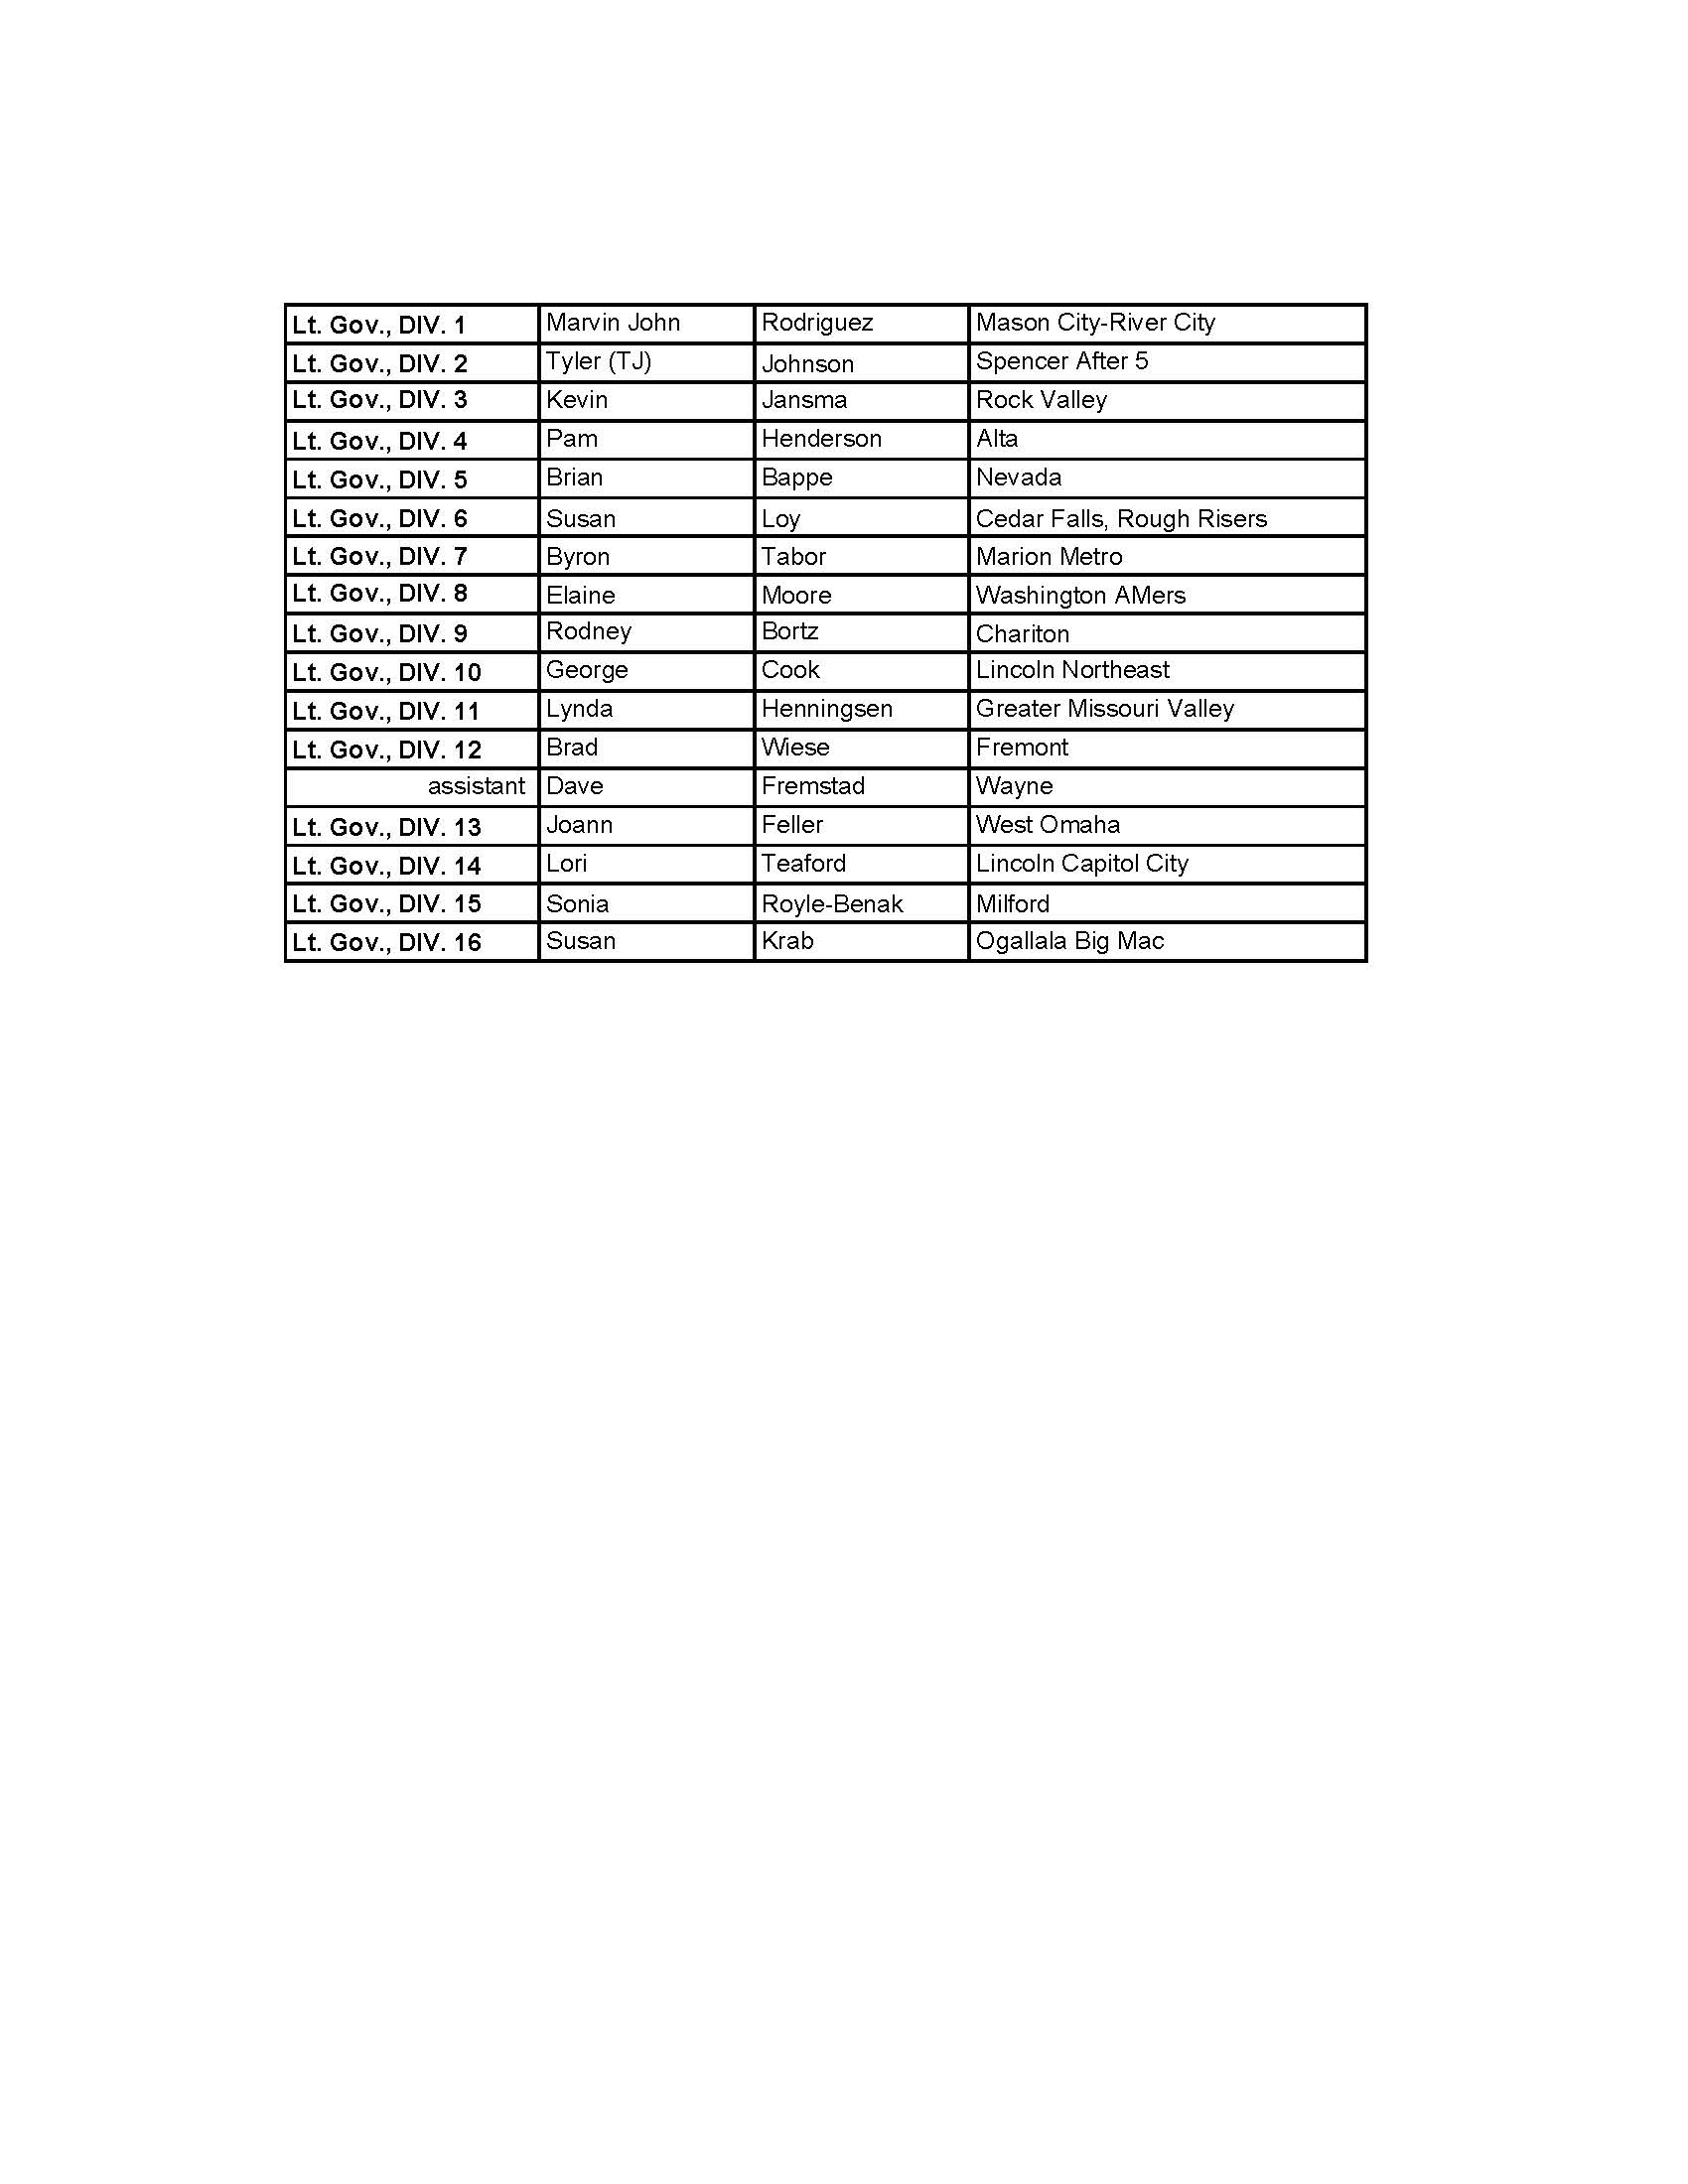 Lt. Gov., DIV. 1 Marvin John Rodriguez Mason City-River City
Lt. Gov., DIV. 2 Tyler (TJ) Johnson Spencer After 5
Lt. Gov., DIV. 3 Kevin Jansma Rock Valley
Lt. Gov., DIV. 4 Pam Henderson Alta
Lt. Gov., DIV. 5 Brian Bappe Nevada
Lt. Gov., DIV. 6 Susan Loy Cedar Falls, Rough Risers
Lt. Gov., DIV. 7 Byron Tabor Marion Metro
Lt. Gov., DIV. 8 Elaine Moore Washington AMers
Lt. Gov., DIV. 9 Rodney Bortz Chariton
Lt. Gov., DIV. 10 George Cook Lincoln Northeast
Lt. Gov., DIV. 11 Lynda Henningsen Greater Missouri Valley
Lt. Gov., DIV. 12 Brad Wiese Fremont
assistant Dave Fremstad Wayne
Lt. Gov., DIV. 13 Joann Feller West Omaha
Lt. Gov., DIV. 14 Lori Teaford Lincoln Capitol City
Lt. Gov., DIV. 15 Sonia Royle-Benak Milford
Lt. Gov., DIV. 16 Susan Krab Ogallala Big Mac